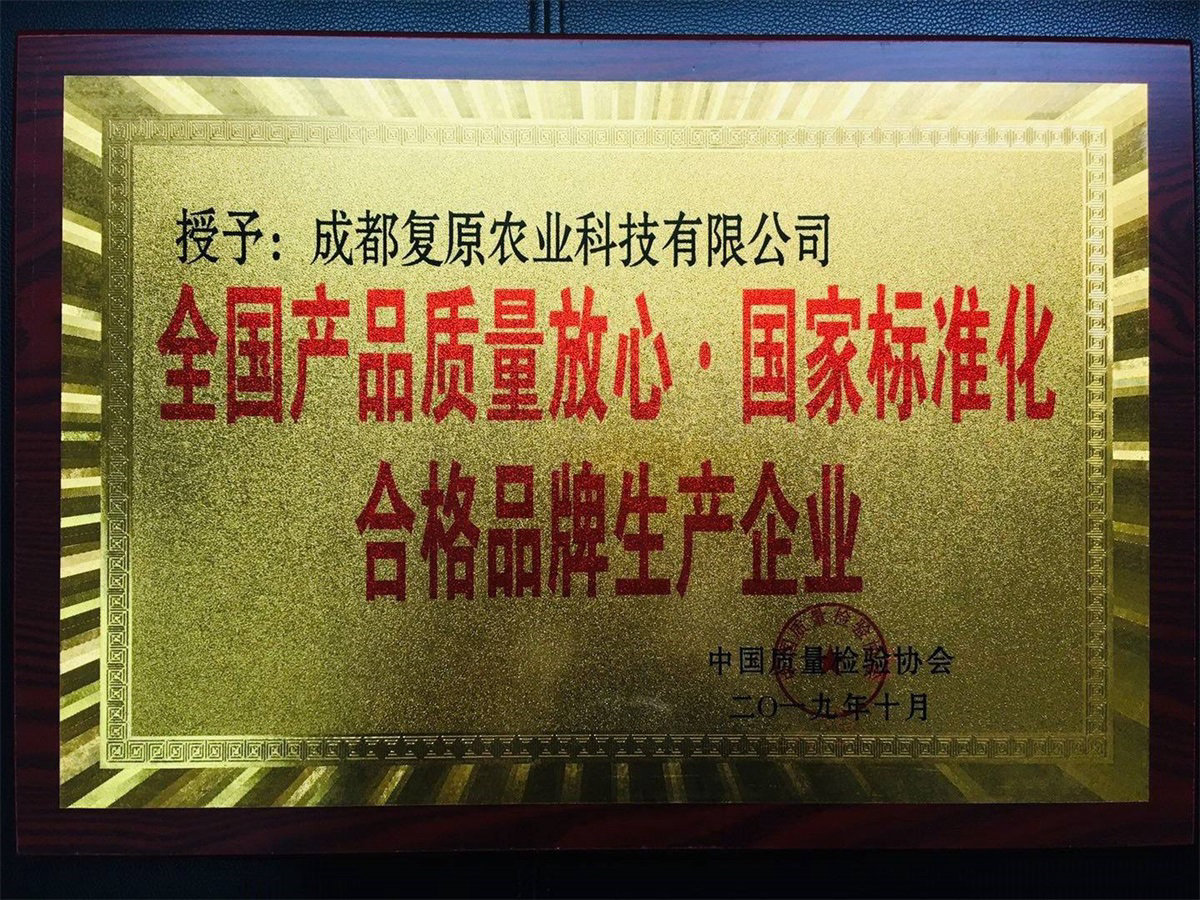 授予：成都复原农业科技有限公司
全国产品质量放心·国家标准化
合格品牌生产企业
中国质量检验协会
二〇一九年十月